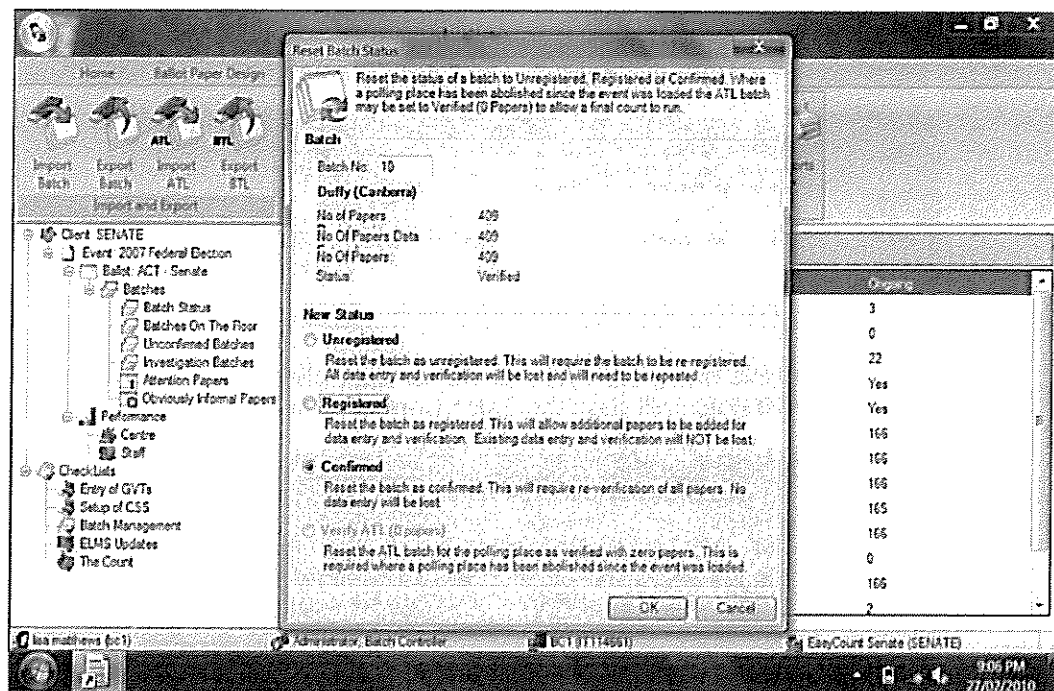 Home Ballot Paper Design
ATL BTL
Import Export Import Export
Batch Batch ATL BTL
Import and Export
Client: SENATE
Event: 2007 Federal Election
Ballot: ACT - Senate
Batches
Batch Status
Batches On The Floor
Unconfirmed Batches
Investigation Batches
Attention Papers
Obviously Informal Papers
Performance
Centre
Staff
CheckLists
Entry of GVTs
Setup of CSS
Batch Management
ELMS Updates
The Count
Reset Batch Status
Reset the status of a batch to Unregistered, Registered or Confirmed. Where
a polling place has been abolished since the event was loaded the ATL batch
may be set to Verified (0 Papers) to allow a final count to run.
Batch
Batch No: 10
Duffy (Canberra)
No of Papers 409
No Of Papers Data 409
No Of Papers: 409
Status: Verified
New Status
Unregistered
Reset the batch as unregistered. This will require the batch to be re-registered.
All data entry and verification will be lost and will need to be repeated.
Registered
Reset the batch as registered. This will allow additional papers to be added for
data entry and verification. Existing data entry and verification will NOT be lost.
Confirmed
Reset the batch as confirmed. This will require re-verification of all papers. No
data entry will be lost.
Verify ATL (0 papers)
Reset the ATL batch for the polling place as verified with zero papers. This is
required where a polling place has been abolished since the event was loaded.
OK Cancel
Ongoing
3
0
22
Yes
Yes
166
166
166
165
166
0
166
2
lisa matthews (bc1) Administrator, Batch Controller EasyCount Senate (SENATE)
9:06 PM
27/07/2010